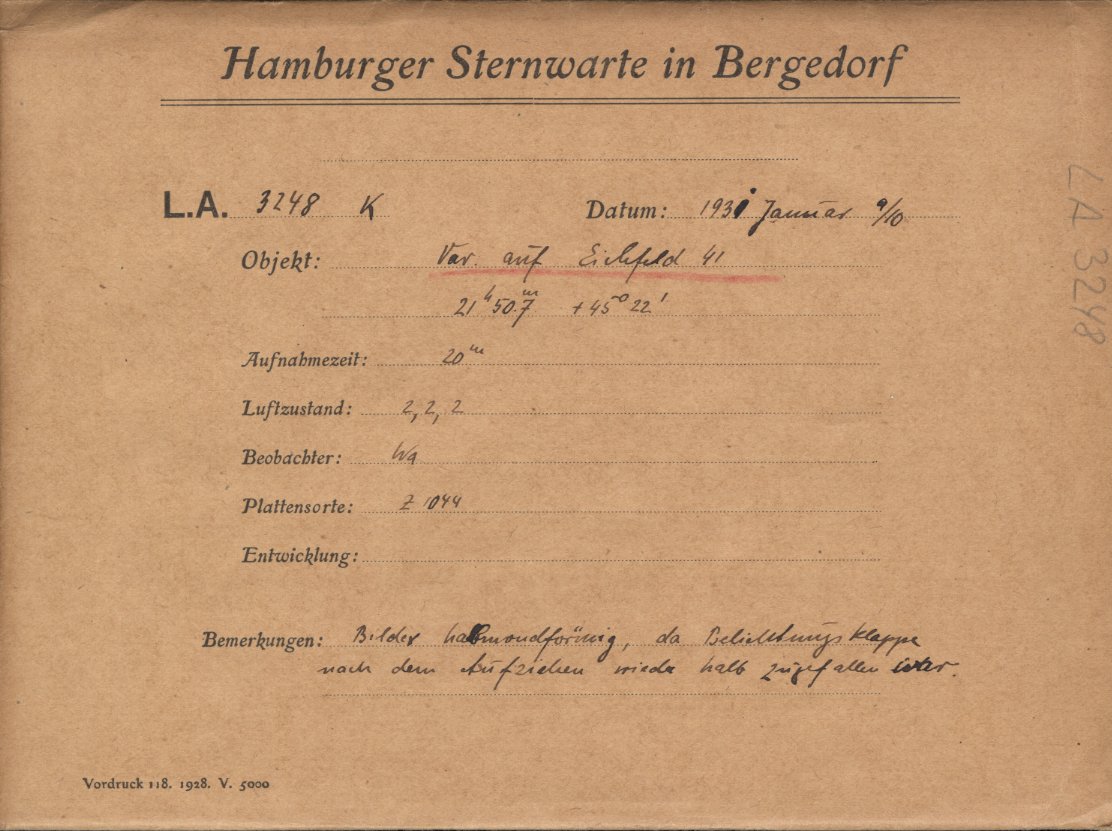 Hamburger Sternwarte in Bergedorf
L.A. 3248 K
Datum: 1931 Januar 9/10
Objekt: Var. auf Eichfeld 41
21h 50.7m +45° 22'
Aufnahmezeit: 20m
Luftzustand: 2, 2, 2
Beobachter: Wa
Plattensorte: Z 1044
Entwicklung:
Bemerkungen: Bilder halbmondförmig, da Belichtungsklappe
nach dem Aufziehen wieder halb zugefallen war.
Vordruck 118. 1928. V. 5000
LA 3298